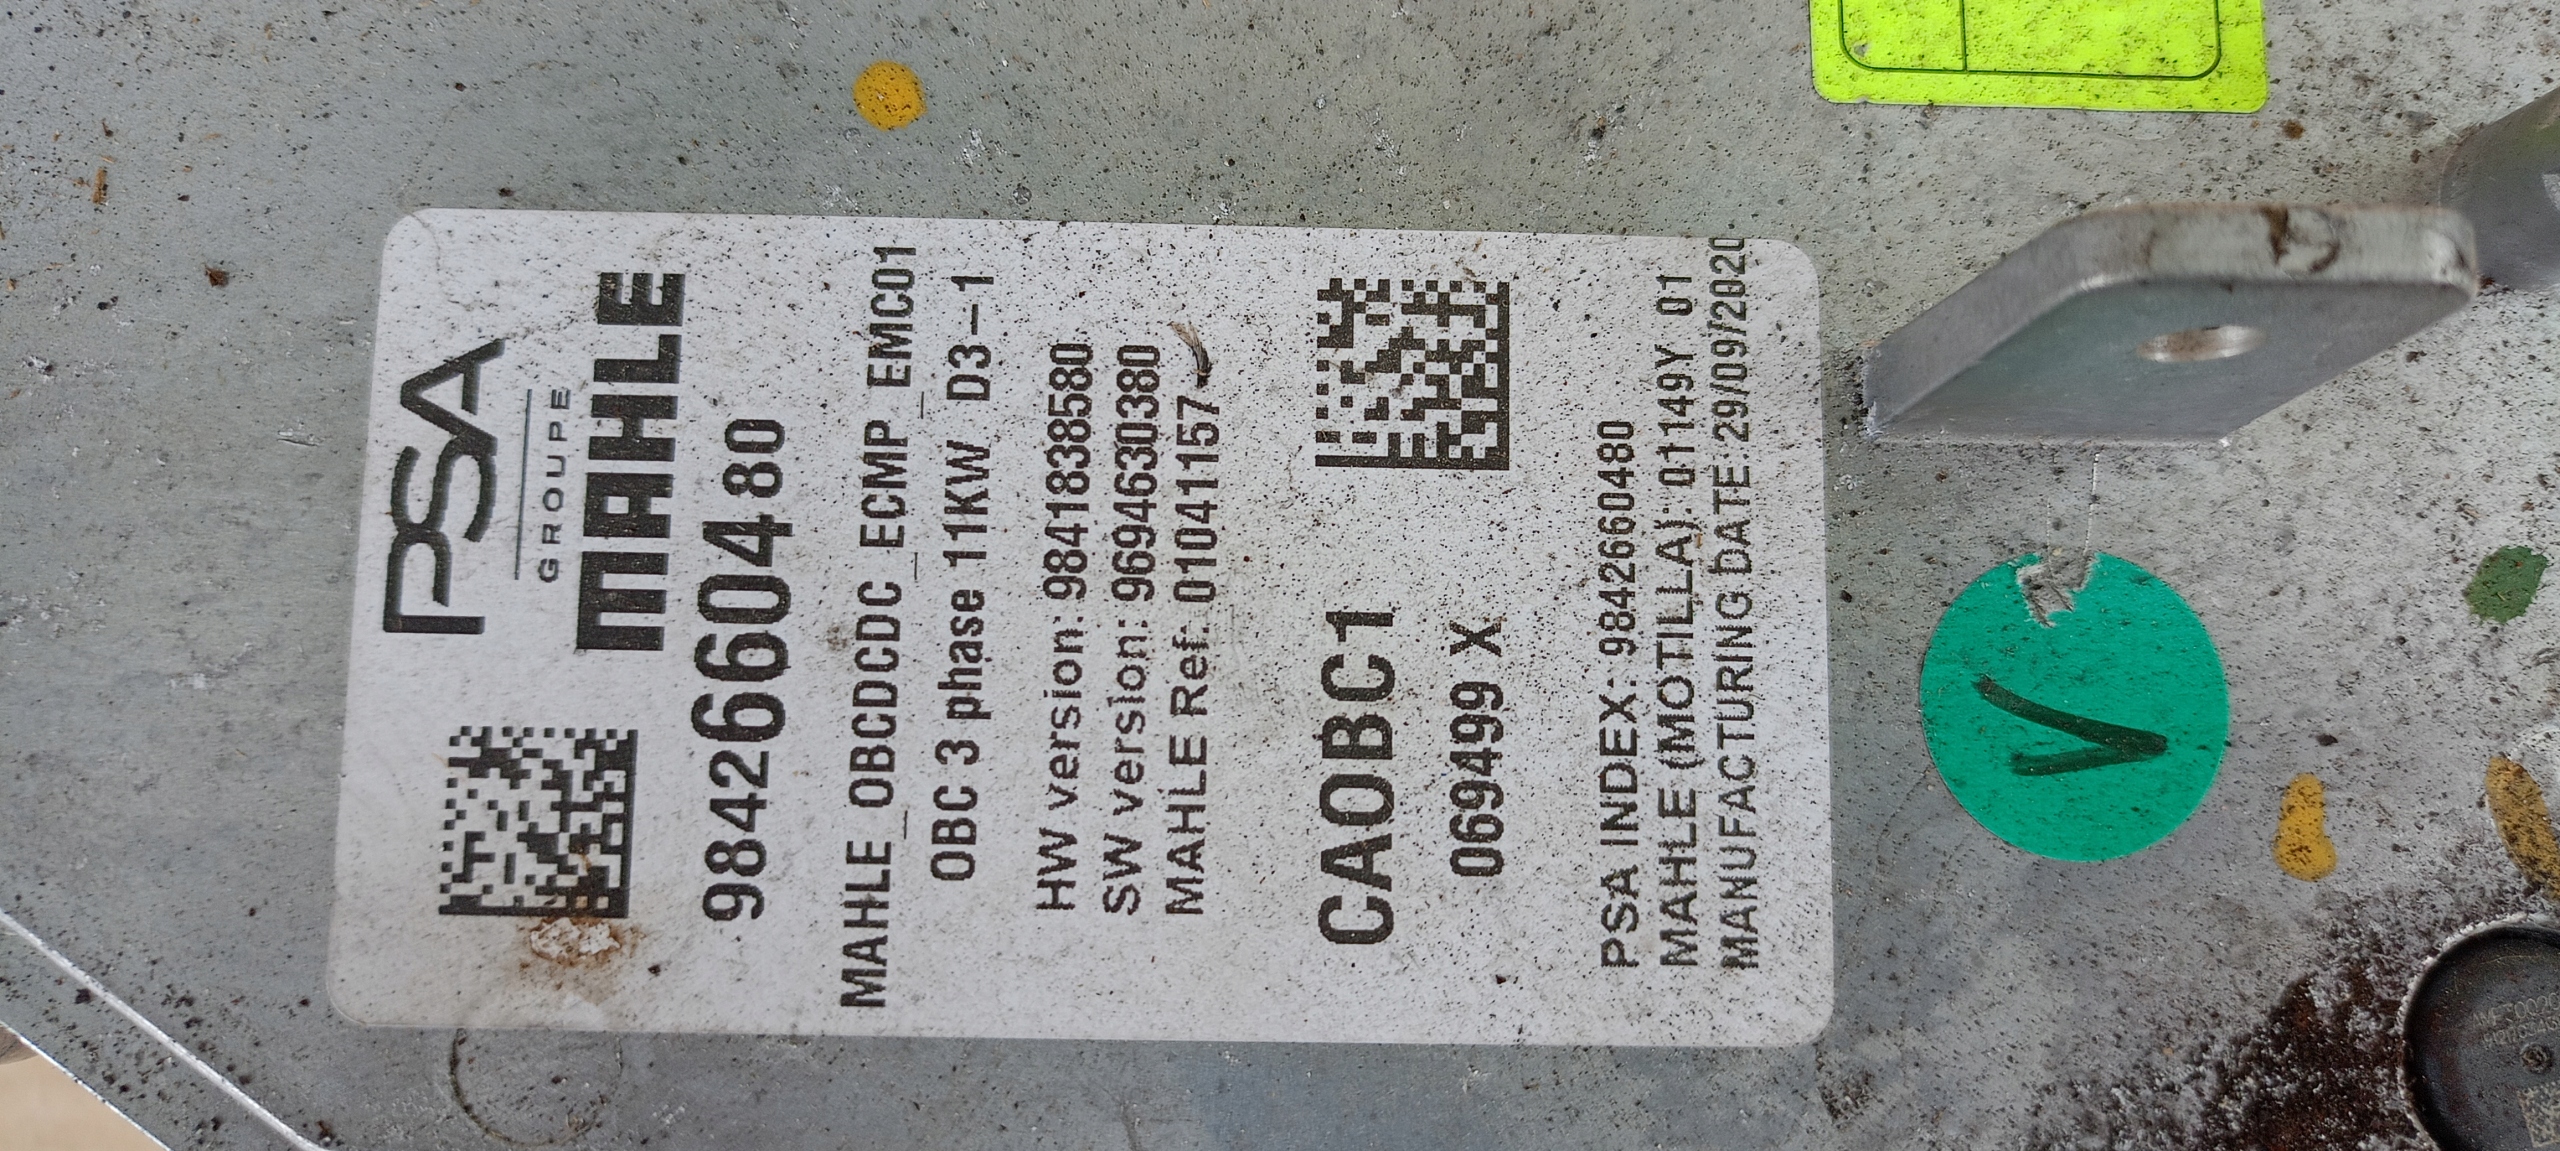 PSA
GROUPE
MAHLE
9842660480
MAHLE_OBCDCDC_ECMP_EMC01
OBC 3 phase 11KW D3-1
HW version: 9841838580
SW version: 9694630380
MAHLE Ref: 01041157
CAOBC1
069499 X
PSA INDEX: 9842660480
MAHLE (MOTILLA): 01149Y 01
MANUFACTURING DATE:29/09/2020